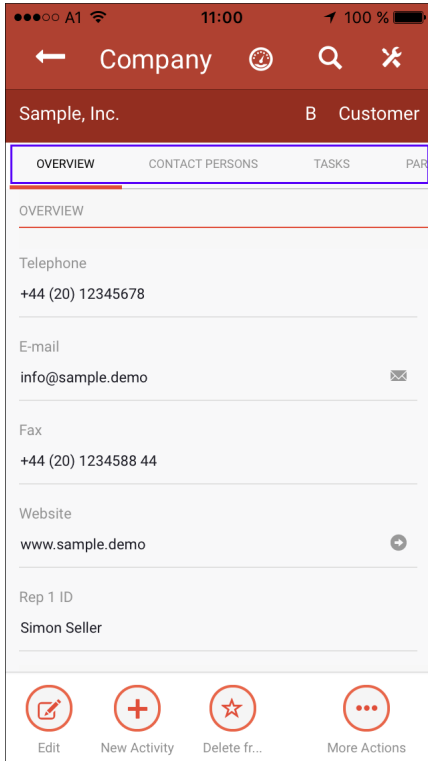 A1 11:00 100 %
Company
Sample, Inc. B Customer
OVERVIEW CONTACT PERSONS TASKS PAR
OVERVIEW
Telephone
+44 (20) 12345678
E-mail
info@sample.demo
Fax
+44 (20) 1234588 44
Website
www.sample.demo
Rep 1 ID
Simon Seller
Edit New Activity Delete fr... More Actions